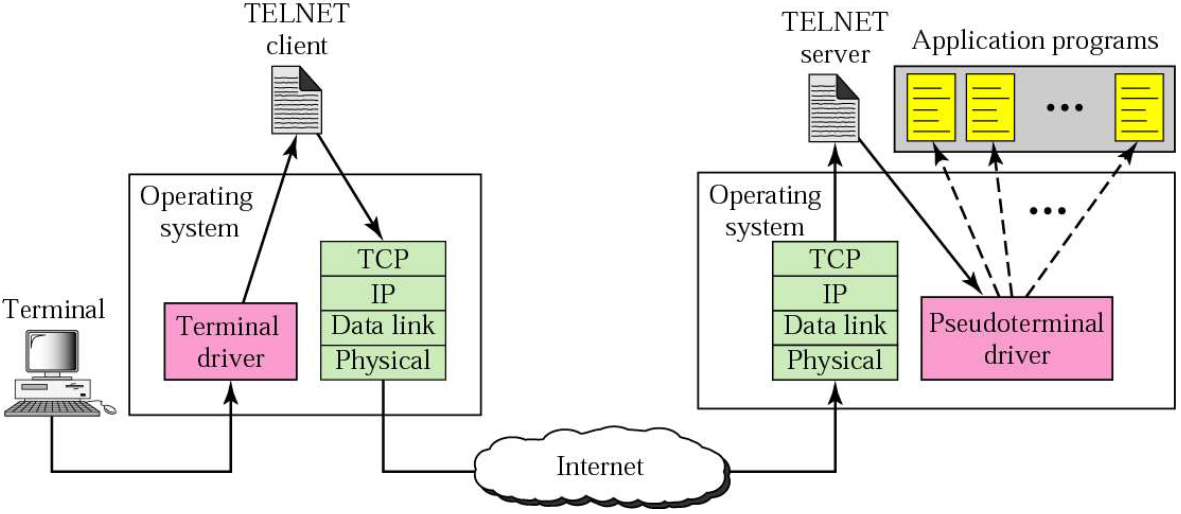 TELNET
client
Operating
system
TCP
IP
Data link
Physical
Terminal
driver
Terminal
Internet
TELNET
server
Application programs
Operating
system
TCP
IP
Data link
Physical
Pseudoterminal
driver